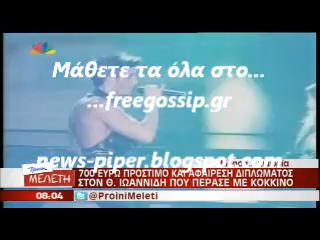 Μάθετε τα όλα στο...
...freegossip.gr
news-piper.blogspot.com
Πρωινή
ΜΕΛΕΤΗ
700 ΕΥΡΩ ΠΡΟΣΤΙΜΟ ΚΑΙ ΑΦΑΙΡΕΣΗ ΔΙΠΛΩΜΑΤΟΣ
ΣΤΟΝ Θ. ΙΩΑΝΝΙΔΗ ΠΟΥ ΠΕΡΑΣΕ ΜΕ ΚΟΚΚΙΝΟ
08:04
@ProiniMeleti